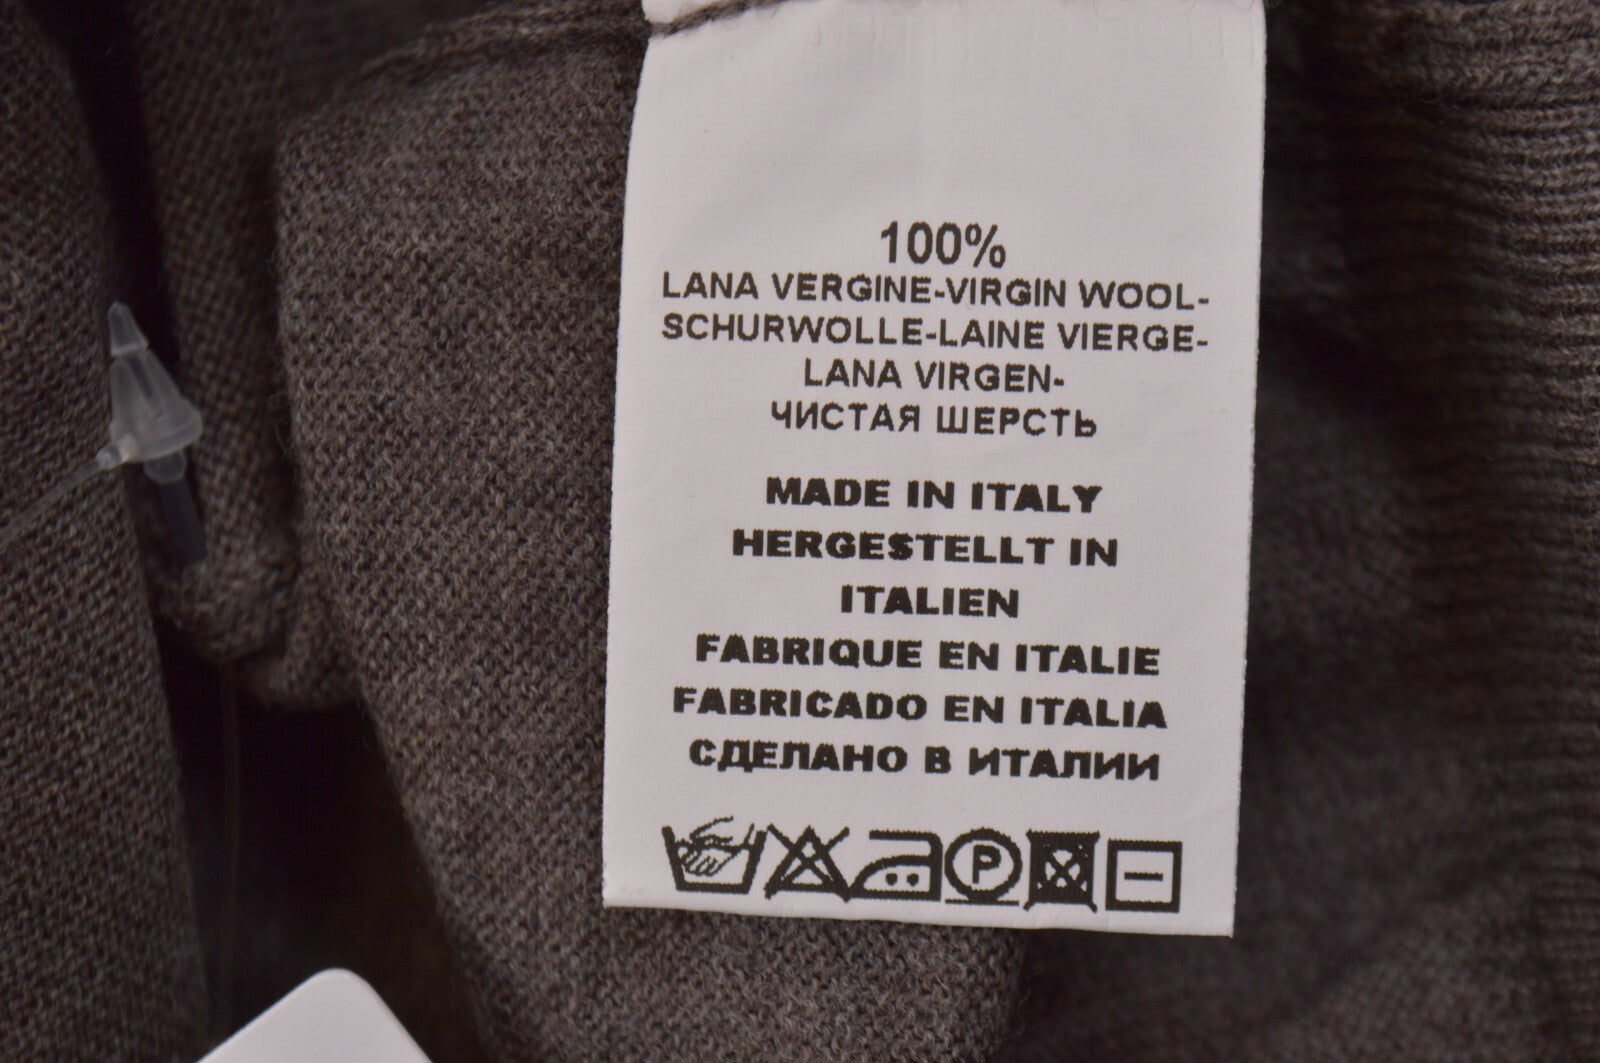 100%
LANA VERGINE-VIRGIN WOOL-
SCHURWOLLE-LAINE VIERGE-
LANA VIRGEN-
ЧИСТАЯ ШЕРСТЬ
MADE IN ITALY
HERGESTELLT IN
ITALIEN
FABRIQUE EN ITALIE
FABRICADO EN ITALIA
СДЕЛАНО В ИТАЛИИ
P